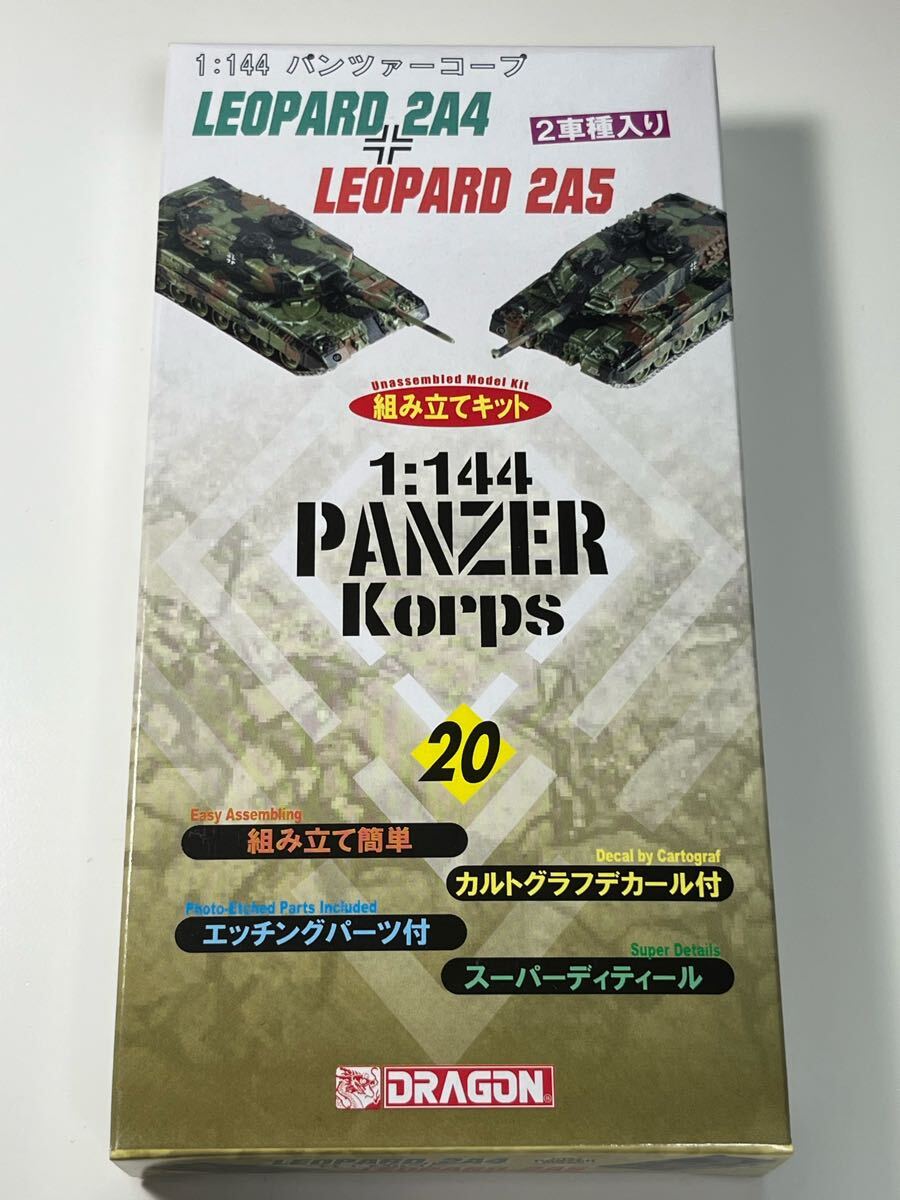 1:144 パンツァーコープ
LEOPARD 2A4
2車種入り
LEOPARD 2A5
Unassembled Model Kit
組み立てキット
1:144
PANZER
Korps
20
Easy Assembling
組み立て簡単
Decal by Cartograf
カルトグラフデカール付
Photo-Etched Parts Included
エッチングパーツ付
Super Details
スーパーディティール
DRAGON
LEOPARD 2A4
LEOPARD 2A5